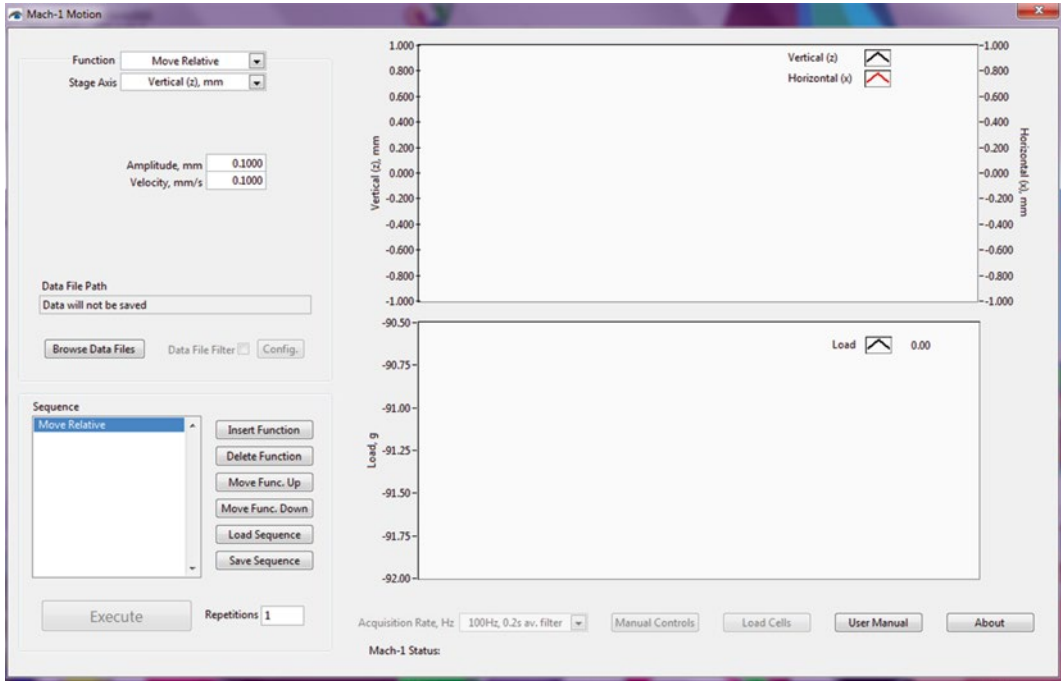 Mach-1 Motion
Function Move Relative
Stage Axis Vertical (z), mm
Amplitude, mm 0.1000
Velocity, mm/s 0.1000
Data File Path
Data will not be saved
Browse Data Files Data File Filter Config.
Sequence
Move Relative
Insert Function
Delete Function
Move Func. Up
Move Func. Down
Load Sequence
Save Sequence
Execute Repetitions 1
Vertical (z), mm
1.000
0.800
0.600
0.400
0.200
0.000
-0.200
-0.400
-0.600
-0.800
-1.000
Vertical (z)
Horizontal (x)
-1.000
-0.800
-0.600
-0.400
-0.200
-0.000
--0.200
--0.400
--0.600
--0.800
--1.000
Horizontal (x), mm
Load, g
-90.50
-90.75
-91.00
-91.25
-91.50
-91.75
-92.00
Load 0.00
Acquisition Rate, Hz 100Hz, 0.2s av. filter Manual Controls Load Cells User Manual About
Mach-1 Status: